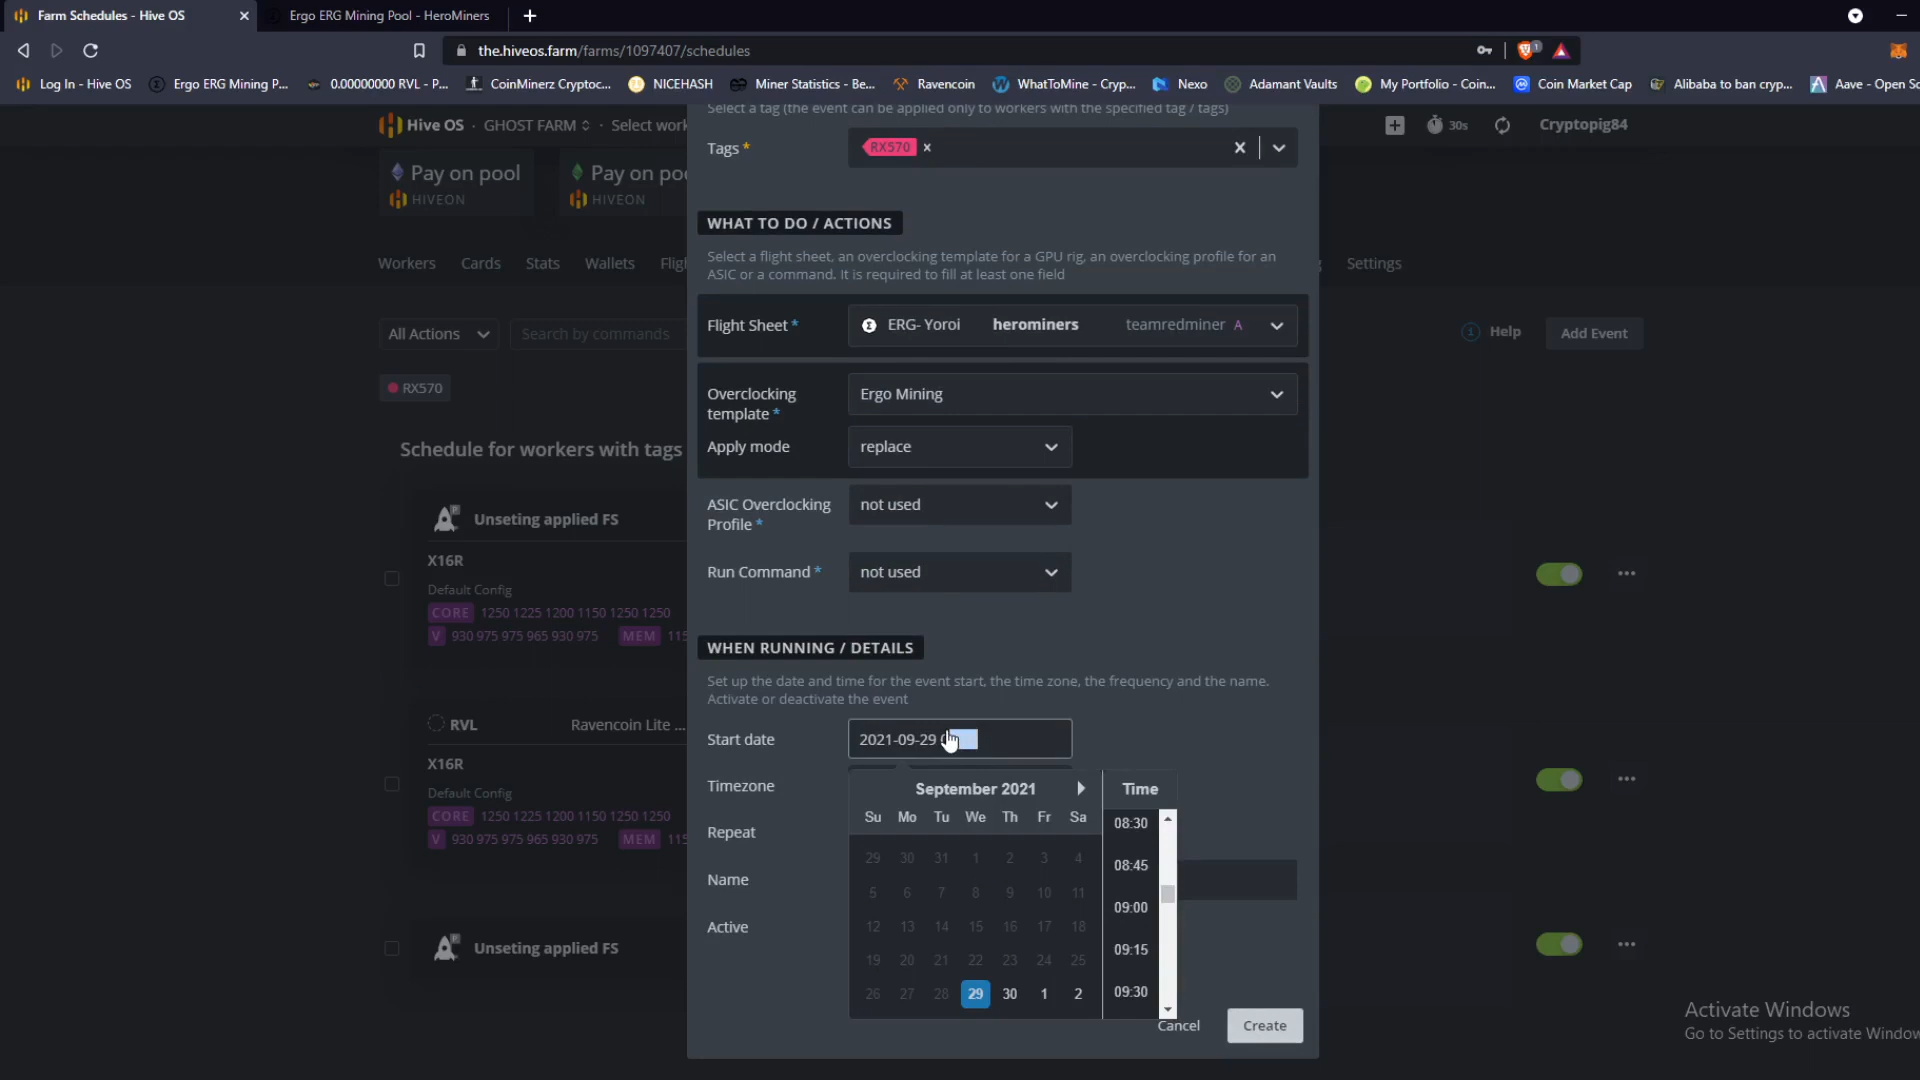 Farm Schedules - Hive OS
Ergo ERG Mining Pool - HeroMiners
the.hiveos.farm/farms/1097407/schedules
1
Log In - Hive OS
Ergo ERG Mining P...
0.00000000 RVL - P...
CoinMinerz Cryptoc...
NICEHASH
Miner Statistics - Be...
Ravencoin
WhatToMine - Cryp...
Nexo
Adamant Vaults
My Portfolio - Coin...
Coin Market Cap
Alibaba to ban cryp...
Aave - Open So
Select a tag (the event can be applied only to workers with the specified tag / tags)
Hive OS · GHOST FARM · Select work
30s
Cryptopig84
Tags *
RX570 ×
Pay on pool
HIVEON
Pay on poo
HIVEON
WHAT TO DO / ACTIONS
Select a flight sheet, an overclocking template for a GPU rig, an overclocking profile for an
ASIC or a command. It is required to fill at least one field
Workers Cards Stats Wallets Fligh
Settings
Flight Sheet *
ERG- Yoroi herominers teamredminer A
All Actions
Search by commands
Help
Add Event
Overclocking
template *
Ergo Mining
RX570
Apply mode
replace
Schedule for workers with tags
ASIC Overclocking
Profile *
not used
Unseting applied FS
X16R
Default Config
CORE 1250 1225 1200 1150 1250 1250
V 930 975 975 965 930 975 MEM 115
Run Command *
not used
WHEN RUNNING / DETAILS
Set up the date and time for the event start, the time zone, the frequency and the name.
Activate or deactivate the event
RVL Ravencoin Lite ...
X16R
Default Config
CORE 1250 1225 1200 1150 1250 1250
V 930 975 975 965 930 975 MEM 115
Start date
2021-09-29
Timezone
Repeat
Name
Active
September 2021
Su Mo Tu We Th Fr Sa
29 30 31 1 2 3 4
5 6 7 8 9 10 11
12 13 14 15 16 17 18
19 20 21 22 23 24 25
26 27 28 29 30 1 2
Time
08:30
08:45
09:00
09:15
09:30
Unseting applied FS
Cancel
Create
Activate Windows
Go to Settings to activate Window